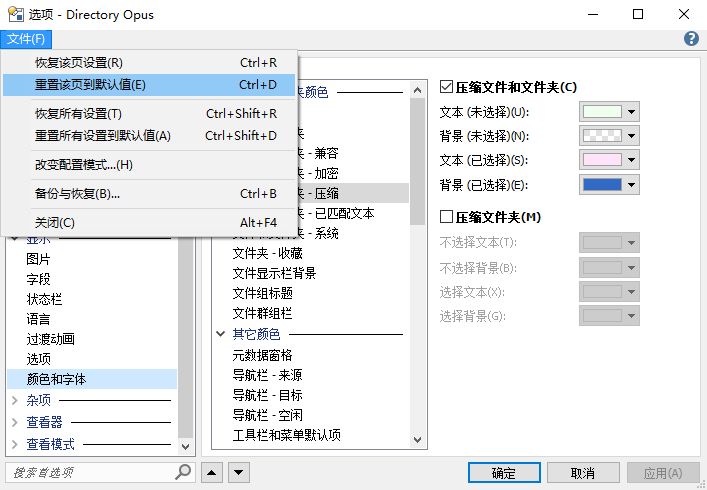 选项 - Directory Opus
文件(F)
恢复该页设置(R) Ctrl+R
重置该页到默认值(E) Ctrl+D
恢复所有设置(T) Ctrl+Shift+R
重置所有设置到默认值(A) Ctrl+Shift+D
改变配置模式...(H)
备份与恢复(B)... Ctrl+B
关闭(C) Alt+F4
显示
图片
字段
状态栏
语言
过渡动画
选项
颜色和字体
杂项
查看器
查看模式
搜索首选项
夹颜色
夹
夹 - 兼容
夹 - 加密
夹 - 压缩
夹 - 已匹配文本
文件和文件夹 - 系统
文件夹 - 收藏
文件显示栏背景
文件组标题
文件群组栏
其它颜色
元数据窗格
导航栏 - 来源
导航栏 - 目标
导航栏 - 空闲
工具栏和菜单默认项
压缩文件和文件夹(C)
文本 (未选择)(U):
背景 (未选择)(N):
文本 (已选择)(S):
背景 (已选择)(E):
压缩文件夹(M)
不选择文本(T):
不选择背景(B):
选择文本(X):
选择背景(G):
确定
取消
应用(A)